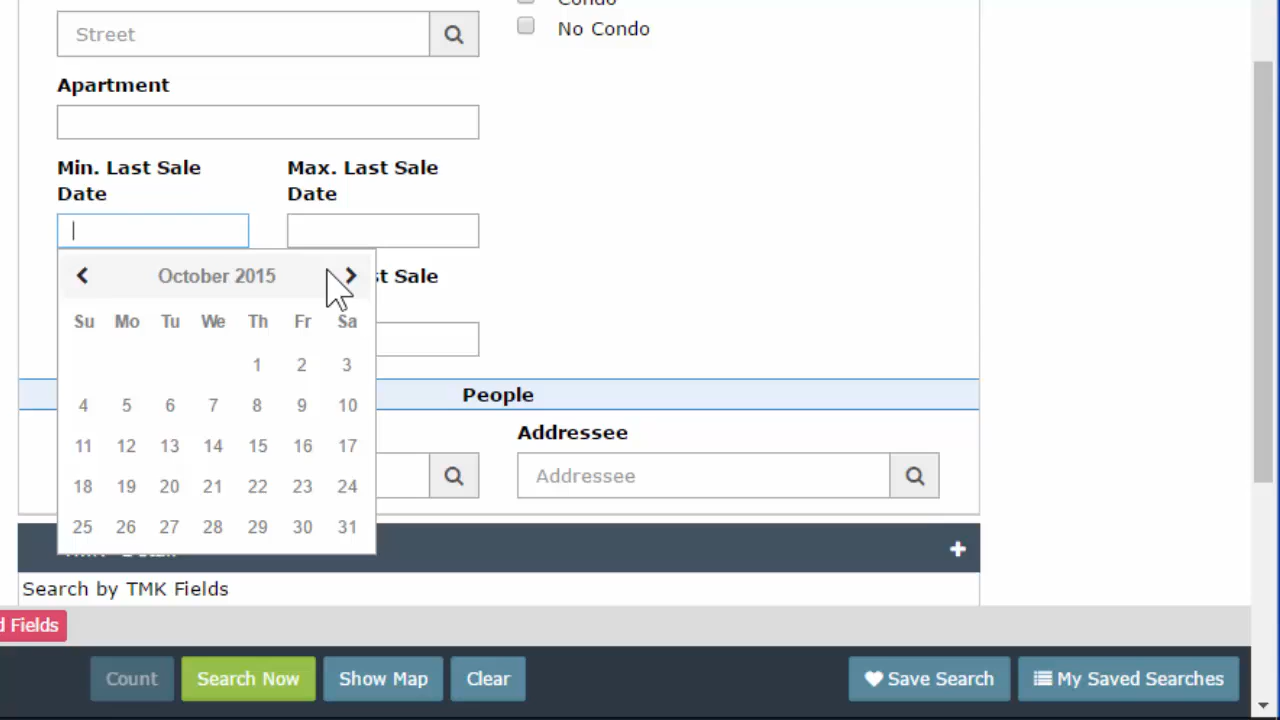 Condo
Street
No Condo
Apartment
Min. Last Sale Date
Max. Last Sale Date
October 2015
st Sale
Su Mo Tu We Th Fr Sa
1 2 3
4 5 6 7 8 9 10
11 12 13 14 15 16 17
18 19 20 21 22 23 24
25 26 27 28 29 30 31
People
Addressee
Addressee
Search by TMK Fields
d Fields
Count Search Now Show Map Clear Save Search My Saved Searches